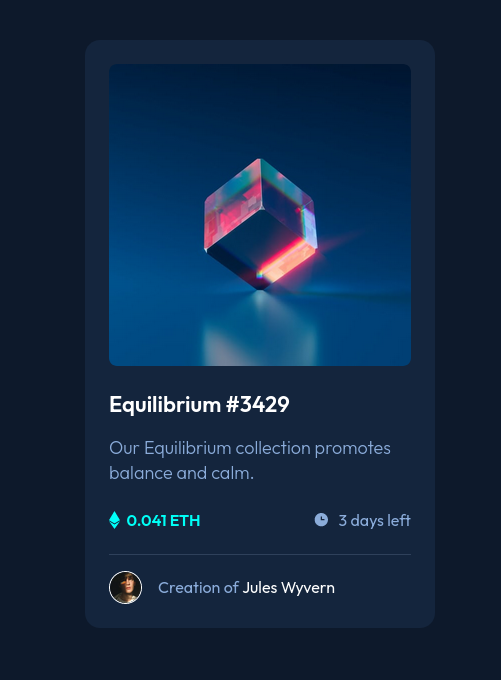 Equilibrium #3429
Our Equilibrium collection promotes
balance and calm.
0.041 ETH
3 days left
Creation of Jules Wyvern